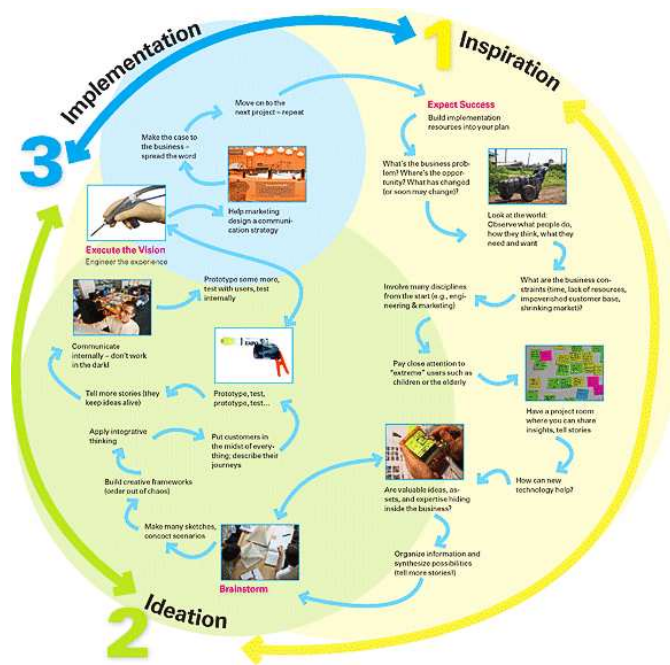 1
Inspiration
Expect Success
Build implementation
resources into your plan
What's the business prob-
lem? Where's the oppor-
tunity? What has changed
(or soon may change)?
Look at the world:
Observe what people do,
how they think, what they
need and want
What are the business con-
straints (time, lack of resources,
impoverished customer base,
shrinking market)?
Involve many disciplines
from the start (e.g., engi-
neering & marketing)
Pay close attention to
"extreme" users such as
children or the elderly
Have a project room
where you can share
insights, tell stories
How can new
technology help?
Are valuable ideas, as-
sets, and expertise hiding
inside the business?
Organize information and
synthesize possibilities
(tell more stories!)
2
Ideation
Brainstorm
Make many sketches,
concoct scenarios
Build creative frameworks
(order out of chaos)
Apply integrative
thinking
Put customers in
the midst of every-
thing; describe their
journeys
Prototype, test,
prototype, test...
Tell more stories (they
keep ideas alive)
Communicate
internally – don't work
in the dark!
Prototype some more,
test with users, test
internally
3
Implementation
Execute the Vision
Engineer the experience
Help marketing
design a communi-
cation strategy
Make the case to
the business –
spread the word
Move on to the
next project – repeat